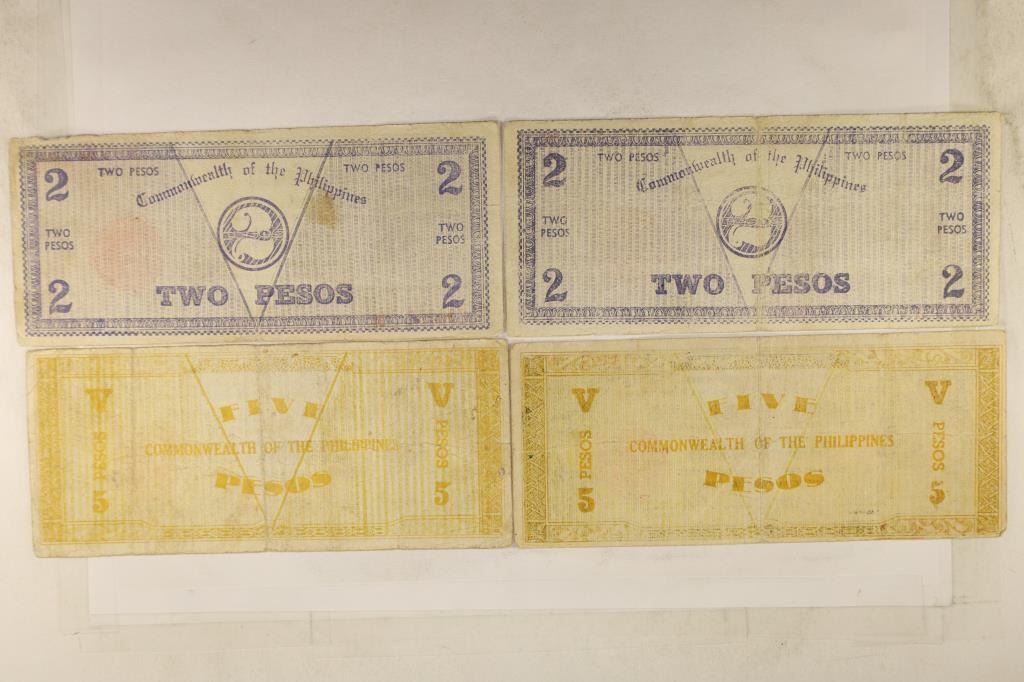 2 TWO PESOS TWO PESOS 2
Commonwealth of the Philippines
TWO PESOS
2
TWO PESOS
2 TWO PESOS 2
2 TWO PESOS TWO PESOS 2
Commonwealth of the Philippines
TWO PESOS
2
TWO PESOS
2 TWO PESOS 2
V FIVE V
COMMONWEALTH OF THE PHILIPPINES
PESOS
PESOS
5 PESOS 5
V FIVE V
COMMONWEALTH OF THE PHILIPPINES
PESOS
PESOS
5 PESOS 5